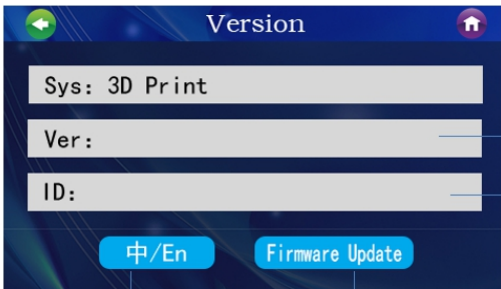 Version
Sys: 3D Print
Ver:
ID:
中/En Firmware Update